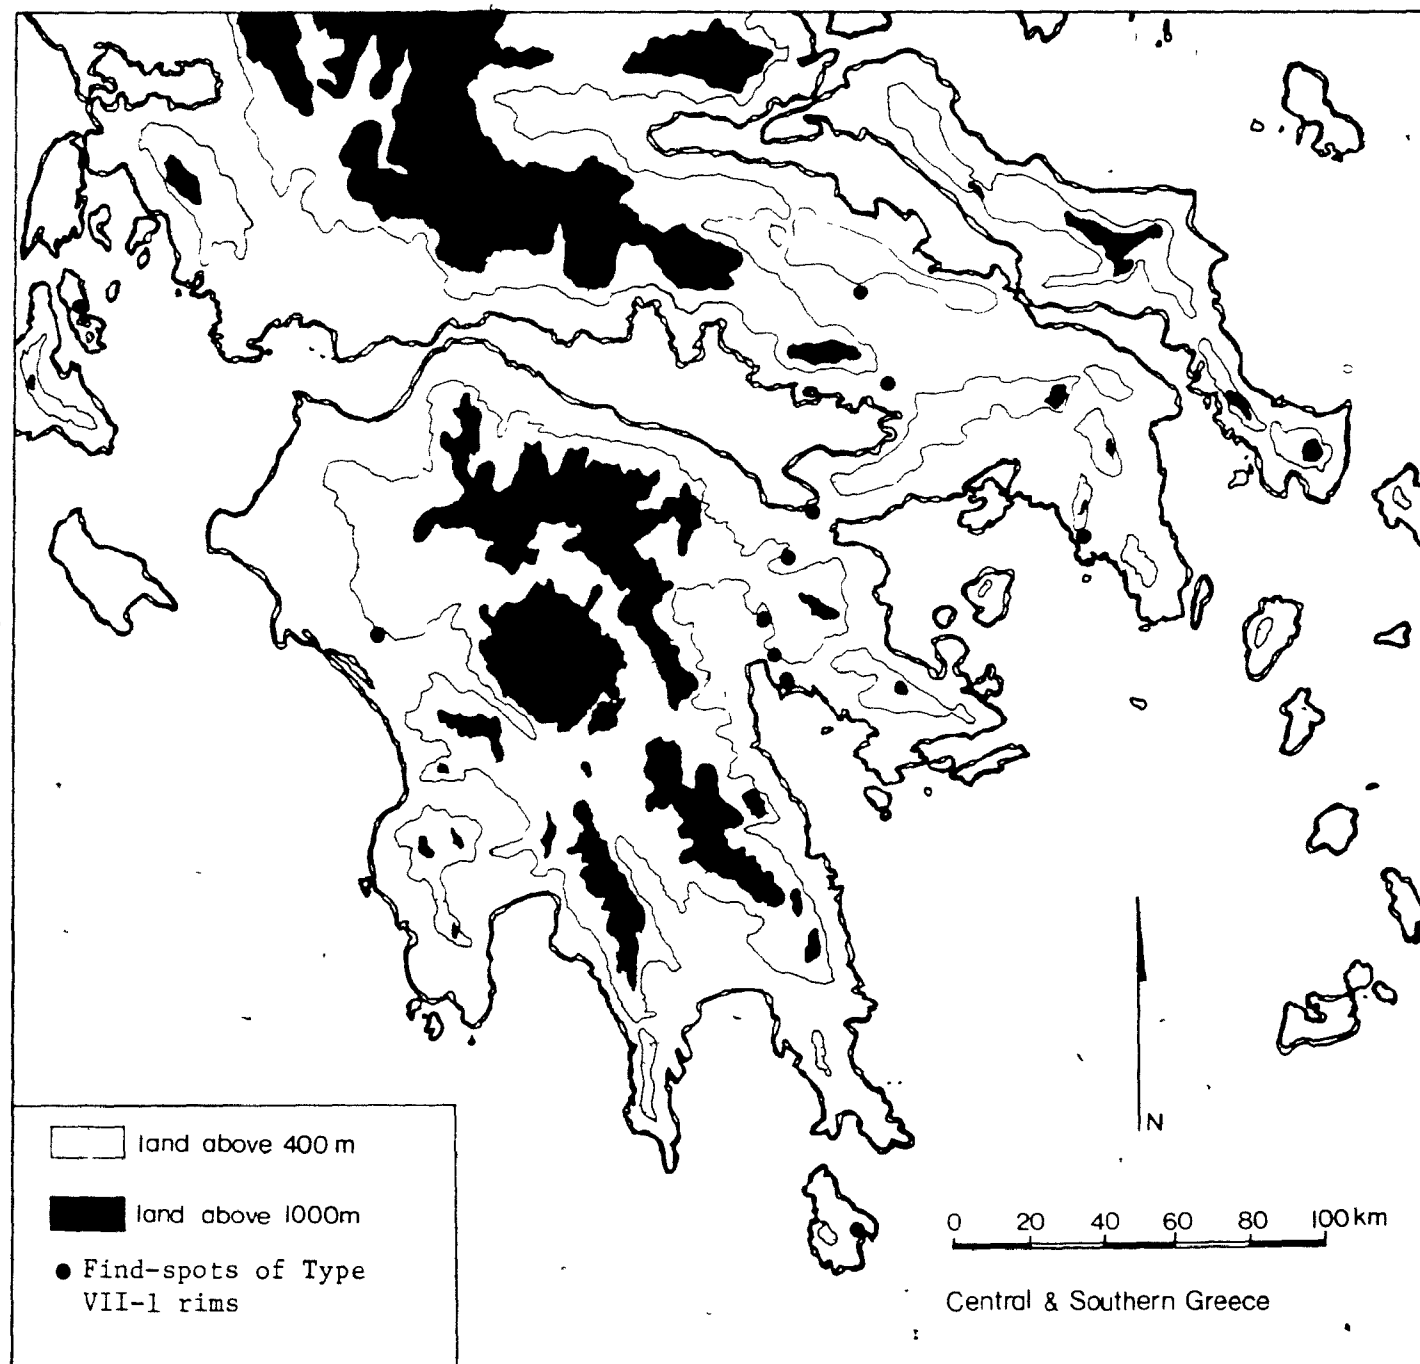 land above 400 m
land above 1000m
Find-spots of Type
VII-1 rims
N
0 20 40 60 80 100 km
Central & Southern Greece